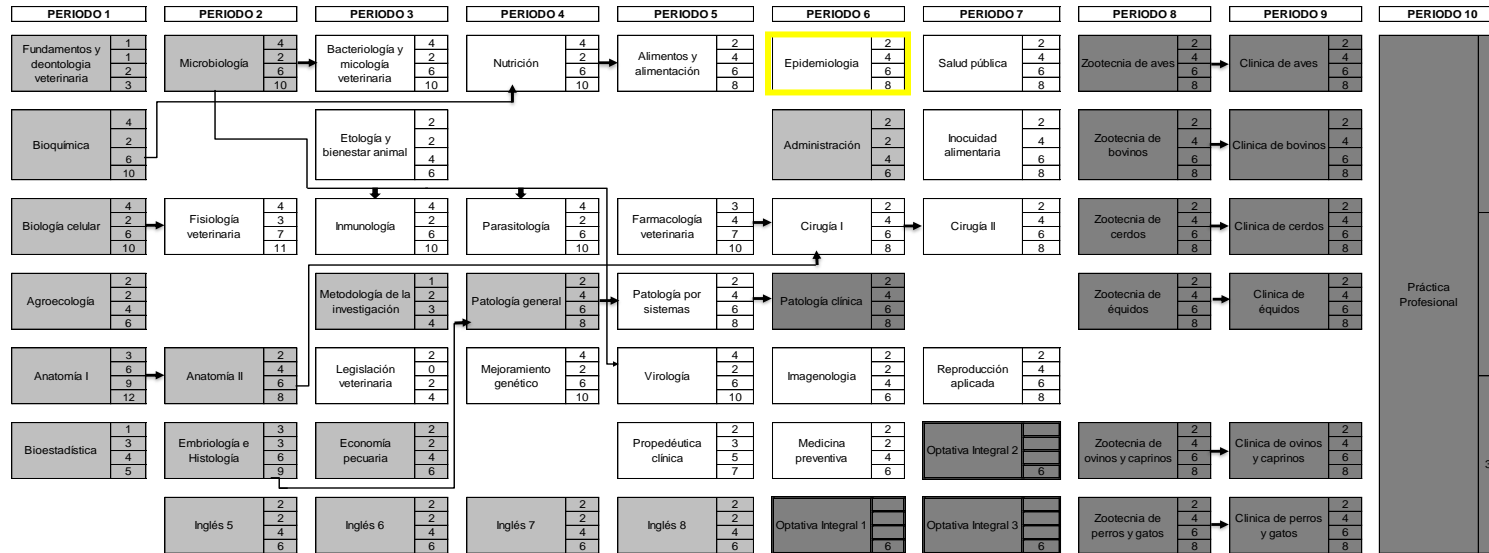 PERIODO 1
PERIODO 2
PERIODO 3
PERIODO 4
PERIODO 5
PERIODO 6
PERIODO 7
PERIODO 8
PERIODO 9
PERIODO 10
Fundamentos y
deontologia
veterinaria
1
1
2
3
Microbiología
4
2
6
10
Bacteriología y
micología
veterinaria
4
2
6
10
Nutrición
4
2
6
10
Alimentos y
alimentación
2
4
6
8
Epidemiologia
2
4
6
8
Salud pública
2
4
6
8
Zootecnia de aves
2
4
6
8
Clinica de aves
2
4
6
8
Bioquímica
4
2
6
10
Etología y
bienestar animal
2
2
4
6
Administración
2
2
4
6
Inocuidad
alimentaria
2
4
6
8
Zootecnia de
bovinos
2
4
6
8
Clinica de bovinos
2
4
6
8
Biología celular
4
2
6
10
Fisiología
veterinaria
4
3
7
11
Inmunología
4
2
6
10
Parasitología
4
2
6
10
Farmacología
veterinaria
3
4
7
10
Cirugía I
2
4
6
8
Cirugía II
2
4
6
8
Zootecnia de
cerdos
2
4
6
8
Clinica de cerdos
2
4
6
8
Agroecología
2
2
4
6
Metodología de la
investigación
1
2
3
4
Patología general
2
4
6
8
Patología por
sistemas
2
4
6
8
Patología clínica
2
4
6
8
Zootecnia de
équidos
2
4
6
8
Clinica de
équidos
2
4
6
8
Práctica
Profesional
Anatomía I
3
6
9
12
Anatomía II
2
4
6
8
Legislación
veterinaria
2
0
2
4
Mejoramiento
genético
4
2
6
10
Virología
4
2
6
10
Imagenologia
2
2
4
6
Reproducción
aplicada
2
4
6
8
Bioestadística
1
3
4
5
Embriología e
Histología
3
3
6
9
Economía
pecuaria
2
2
4
6
Propedéutica
clínica
2
3
5
7
Medicina
preventiva
2
2
4
6
Optativa Integral 2
6
Zootecnia de
ovinos y caprinos
2
4
6
8
Clinica de ovinos
y caprinos
2
4
6
8
Inglés 5
2
2
4
6
Inglés 6
2
2
4
6
Inglés 7
2
2
4
6
Inglés 8
2
2
4
6
Optativa Integral 1
6
Optativa Integral 3
6
Zootecnia de
perros y gatos
2
4
6
8
Clinica de perros
y gatos
2
4
6
8